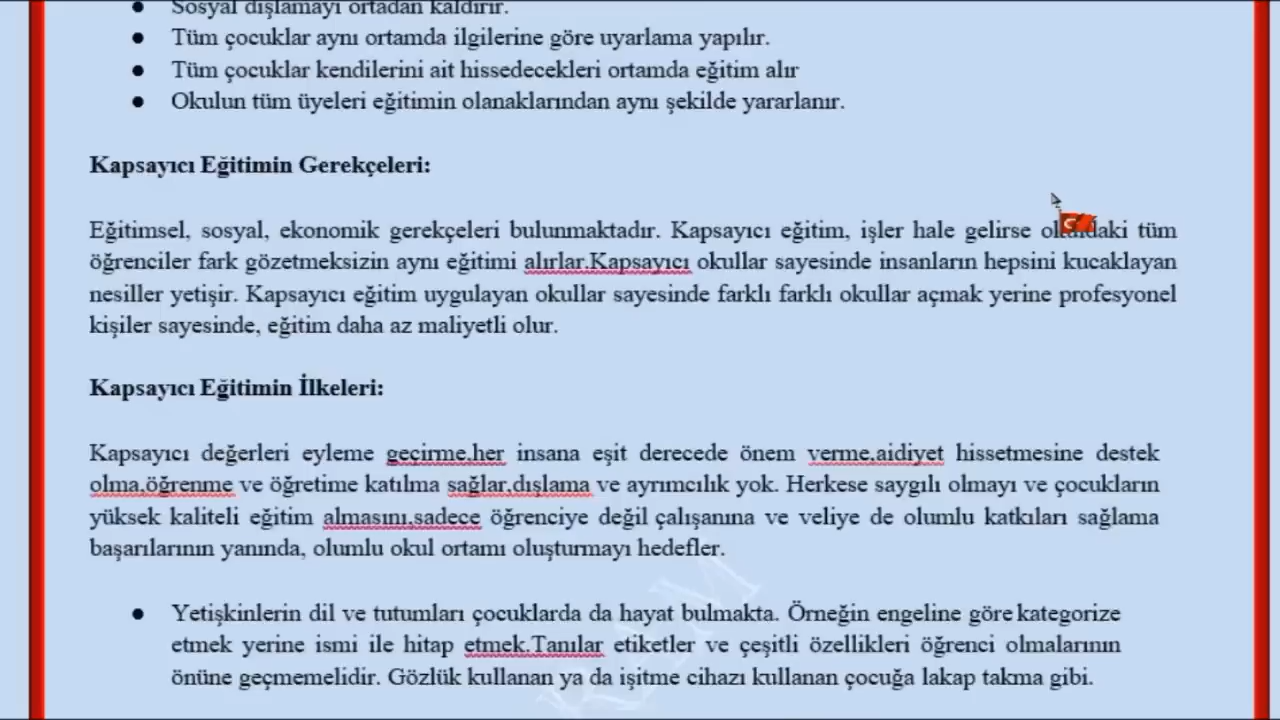 Sosyal dışlamayı ortadan kaldırır.
Tüm çocuklar aynı ortamda ilgilerine göre uyarlama yapılır.
Tüm çocuklar kendilerini ait hissedecekleri ortamda eğitim alır
Okulun tüm üyeleri eğitimin olanaklarından aynı şekilde yararlanır.
Kapsayıcı Eğitimin Gerekçeleri:
Eğitimsel, sosyal, ekonomik gerekçeleri bulunmaktadır. Kapsayıcı eğitim, işler hale gelirse tüm
öğrenciler fark gözetmeksizin aynı eğitimi alırlar.Kapsayıcı okullar sayesinde insanların hepsini kucaklayan
nesiller yetişir. Kapsayıcı eğitim uygulayan okullar sayesinde farklı farklı okullar açmak yerine profesyonel
kişiler sayesinde, eğitim daha az maliyetli olur.
Kapsayıcı Eğitimin İlkeleri:
Kapsayıcı değerleri eyleme geçirme,her insana eşit derecede önem verme,aidiyet hissetmesine destek
olma,öğrenme ve öğretime katılma sağlar,dışlama ve ayrımcılık yok. Herkese saygılı olmayı ve çocukların
yüksek kaliteli eğitim almasını,sadece öğrenciye değil çalışanına ve veliye de olumlu katkıları sağlama
başarılarının yanında, olumlu okul ortamı oluşturmayı hedefler.
Yetişkinlerin dil ve tutumları çocuklarda da hayat bulmakta. Örneğin engeline göre kategorize
etmek yerine ismi ile hitap etmek.Tanılar etiketler ve çeşitli özellikleri öğrenci olmalarının
önüne geçmemelidir. Gözlük kullanan ya da işitme cihazı kullanan çocuğa lakap takma gibi.